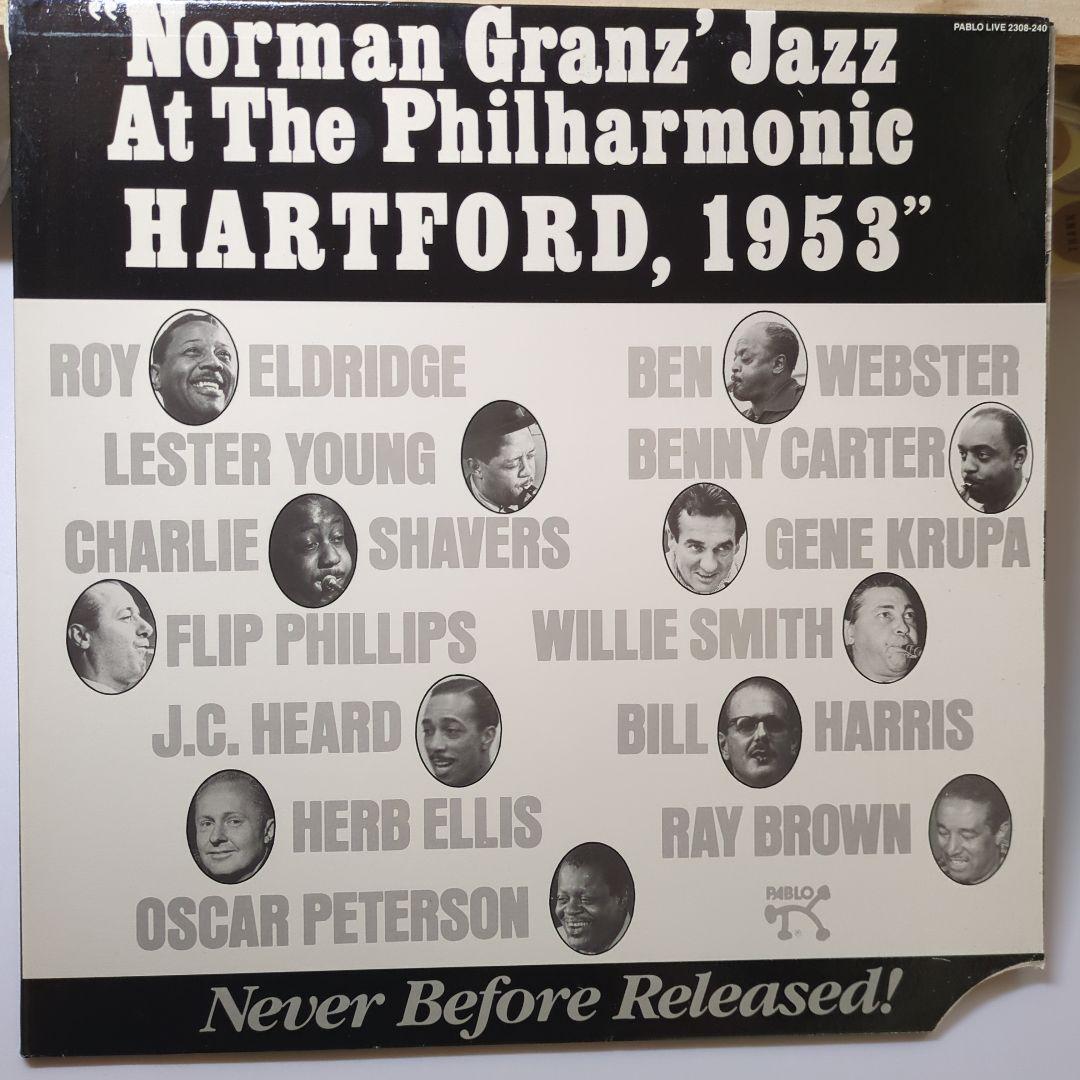 PABLO LIVE 2308-240
"Norman Granz' Jazz
At The Philharmonic
HARTFORD, 1953"
ROY ELDRIDGE
BEN WEBSTER
LESTER YOUNG
BENNY CARTER
CHARLIE SHAVERS
GENE KRUPA
FLIP PHILLIPS
WILLIE SMITH
J.C. HEARD
BILL HARRIS
HERB ELLIS
RAY BROWN
OSCAR PETERSON
PABLO
®
Never Before Released!
THANK